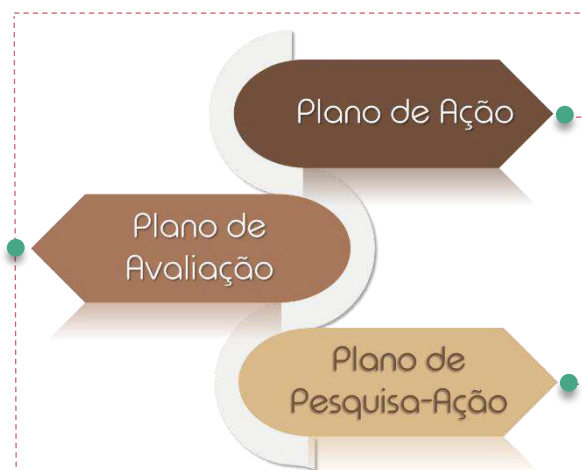 Plano de Ação
Plano de
Avaliação
Plano de
Pesquisa-Ação